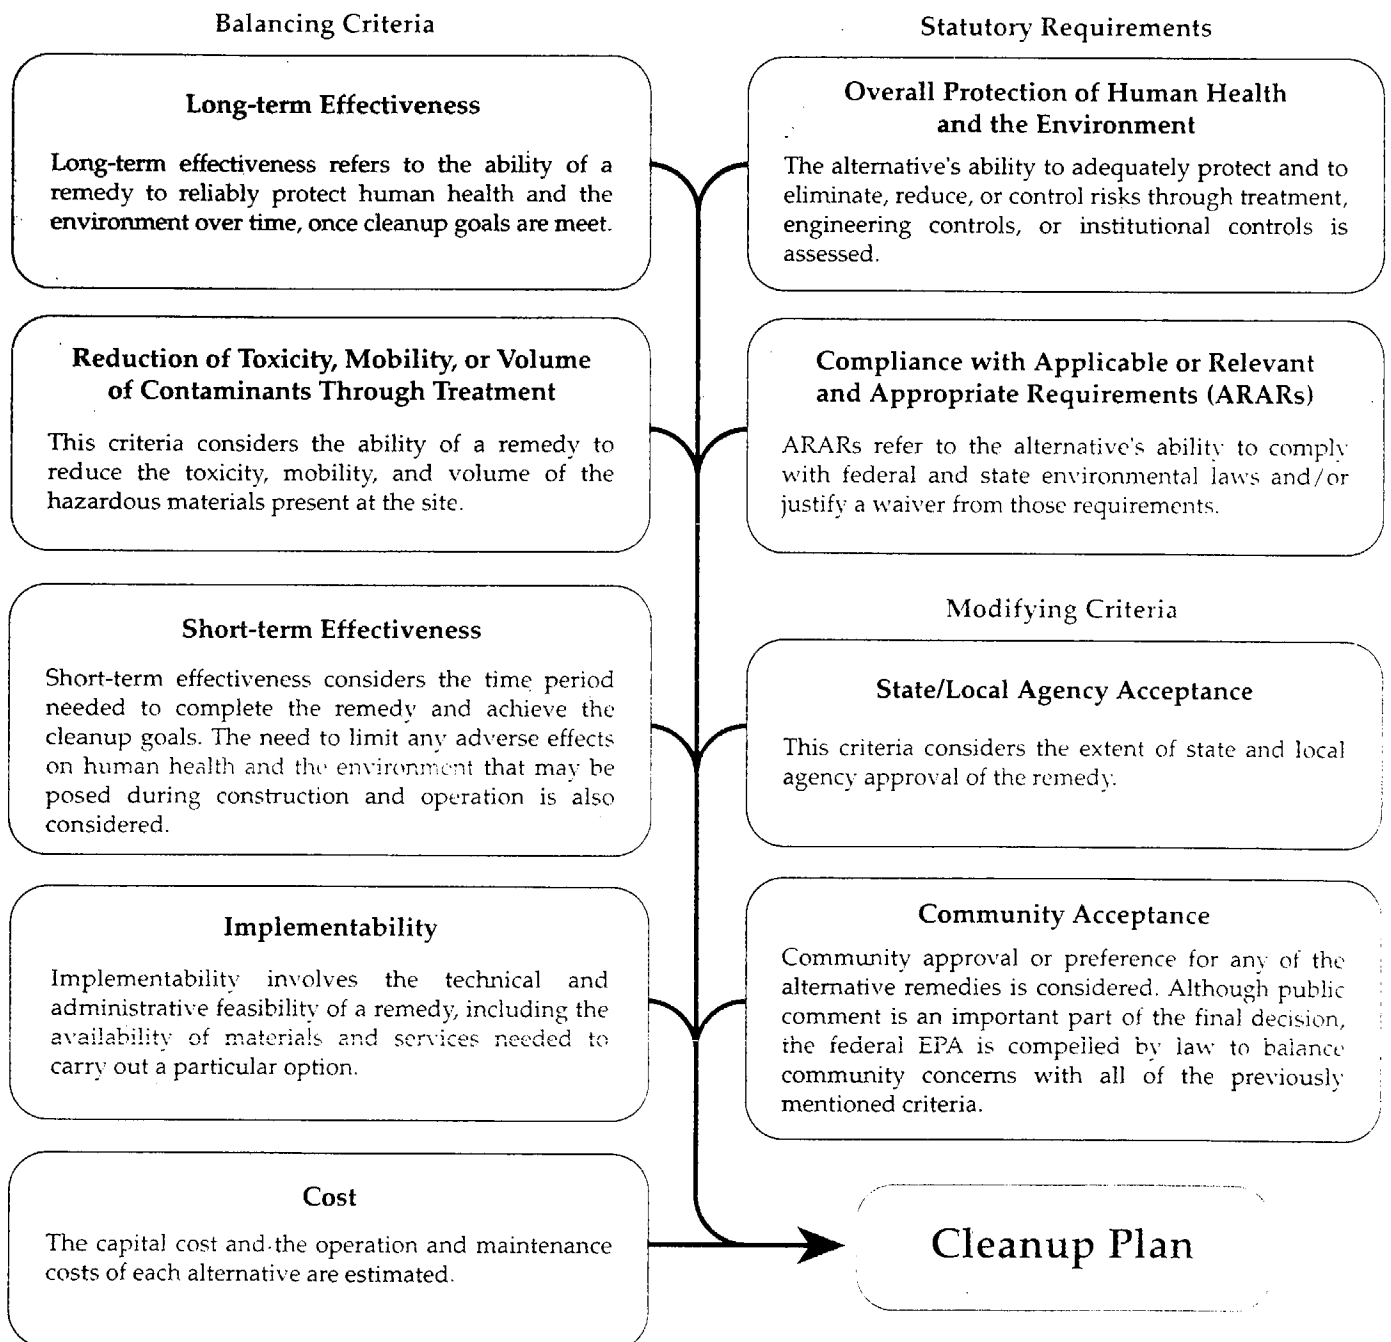 Balancing Criteria
Long-term Effectiveness
Long-term effectiveness refers to the ability of a
remedy to reliably protect human health and the
environment over time, once cleanup goals are meet.
Reduction of Toxicity, Mobility, or Volume
of Contaminants Through Treatment
This criteria considers the ability of a remedy to
reduce the toxicity, mobility, and volume of the
hazardous materials present at the site.
Short-term Effectiveness
Short-term effectiveness considers the time period
needed to complete the remedy and achieve the
cleanup goals. The need to limit any adverse effects
on human health and the environment that may be
posed during construction and operation is also
considered.
Implementability
Implementability involves the technical and
administrative feasibility of a remedy, including the
availability of materials and services needed to
carry out a particular option.
Cost
The capital cost and the operation and maintenance
costs of each alternative are estimated.
Statutory Requirements
Overall Protection of Human Health
and the Environment
The alternative's ability to adequately protect and to
eliminate, reduce, or control risks through treatment,
engineering controls, or institutional controls is
assessed.
Compliance with Applicable or Relevant
and Appropriate Requirements (ARARs)
ARARs refer to the alternative's ability to comply
with federal and state environmental laws and/or
justify a waiver from those requirements.
Modifying Criteria
State/Local Agency Acceptance
This criteria considers the extent of state and local
agency approval of the remedy.
Community Acceptance
Community approval or preference for any of the
alternative remedies is considered. Although public
comment is an important part of the final decision,
the federal EPA is compelled by law to balance
community concerns with all of the previously
mentioned criteria.
Cleanup Plan